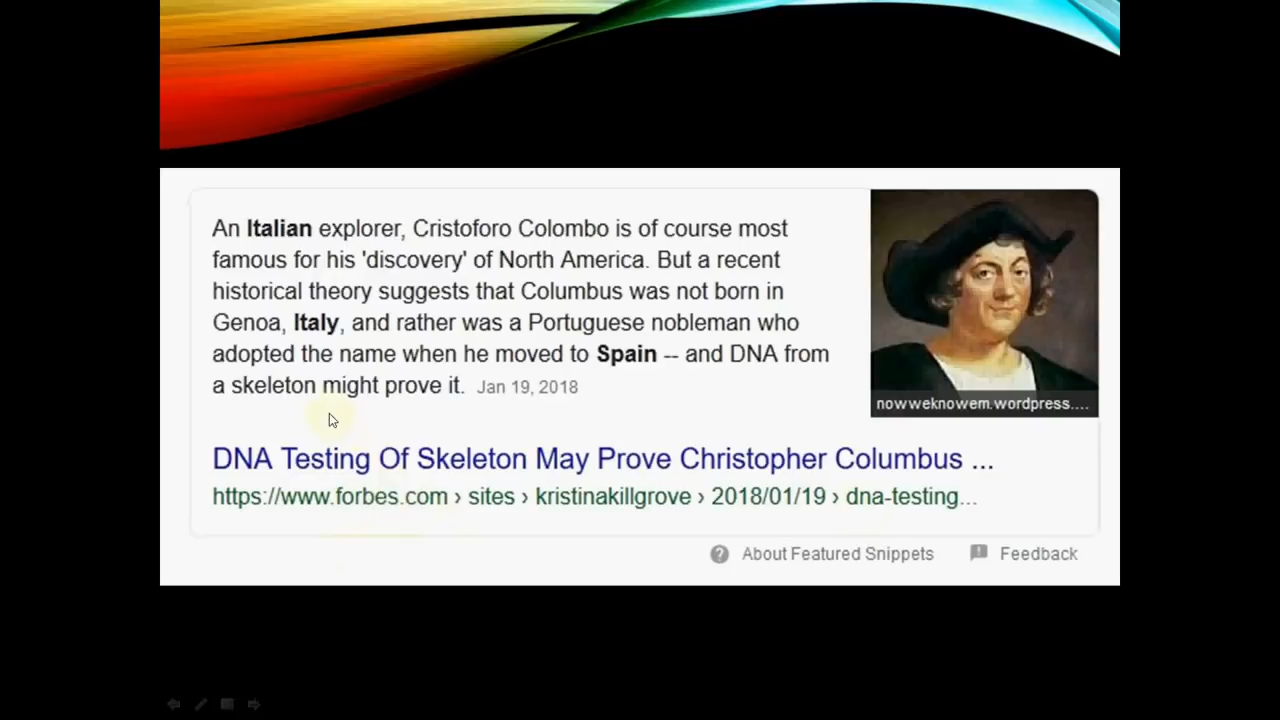 An Italian explorer, Cristoforo Colombo is of course most
famous for his 'discovery' of North America. But a recent
historical theory suggests that Columbus was not born in
Genoa, Italy, and rather was a Portuguese nobleman who
adopted the name when he moved to Spain -- and DNA from
a skeleton might prove it. Jan 19, 2018
nowweknowem.wordpress....
DNA Testing Of Skeleton May Prove Christopher Columbus ...
https://www.forbes.com › sites › kristinakillgrove › 2018/01/19 › dna-testing...
About Featured Snippets
Feedback